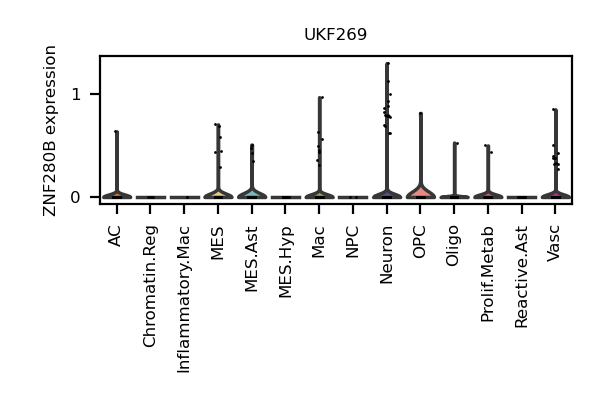 UKF269
ZNF280B expression
1
0
AC
Chromatin.Reg
Inflammatory.Mac
MES
MES.Ast
MES.Hyp
Mac
NPC
Neuron
OPC
Oligo
Prolif.Metab
Reactive.Ast
Vasc